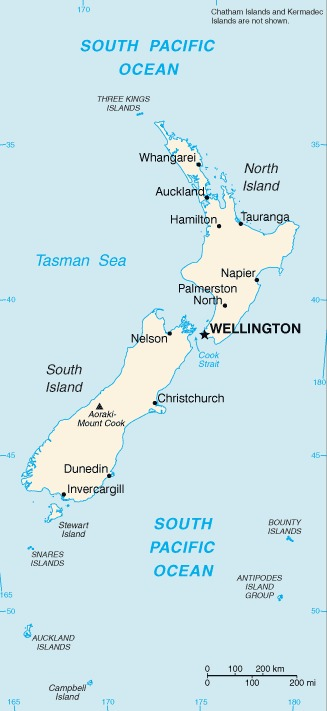 170
Chatham Islands and Kermadec
Islands are not shown.
SOUTH PACIFIC
OCEAN
THREE KINGS
ISLANDS
35
35
Whangarei
North
Island
Auckland
Hamilton
Tauranga
Tasman Sea
Napier
Palmerston
North
40
40
WELLINGTON
Nelson
Cook
Strait
South
Island
180
Christchurch
Aoraki-
Mount Cook
45
45
Dunedin
Invercargill
SOUTH
PACIFIC
OCEAN
Stewart
Island
BOUNTY
ISLANDS
SNARES
ISLANDS
ANTIPODES
ISLAND
GROUP
165
50
50
AUCKLAND
ISLANDS
Campbell
Island
0 100 200 km
0 100 200 mi
165
170
175
180